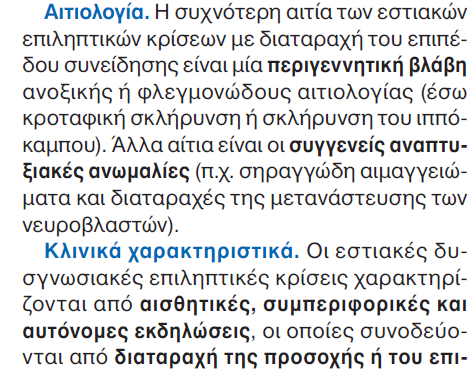 Αιτιολογία. Η συχνότερη αιτία των εστιακών
επιληπτικών κρίσεων με διαταραχή του επιπέ-
δου συνείδησης είναι μία περιγεννητική βλάβη
ανοξικής ή φλεγμονώδους αιτιολογίας (έσω
κροταφική σκλήρυνση ή σκλήρυνση του ιππό-
καμπου). Άλλα αίτια είναι οι συγγενείς αναπτυ-
ξιακές ανωμαλίες (π.χ. σηραγγώδη αιμαγγειώ-
ματα και διαταραχές της μετανάστευσης των
νευροβλαστών).
Κλινικά χαρακτηριστικά. Οι εστιακές δυ-
σγνωσιακές επιληπτικές κρίσεις χαρακτηρί-
ζονται από αισθητικές, συμπεριφορικές και
αυτόνομες εκδηλώσεις, οι οποίες συνοδεύο-
νται από διαταραχή της προσοχής ή του επι-